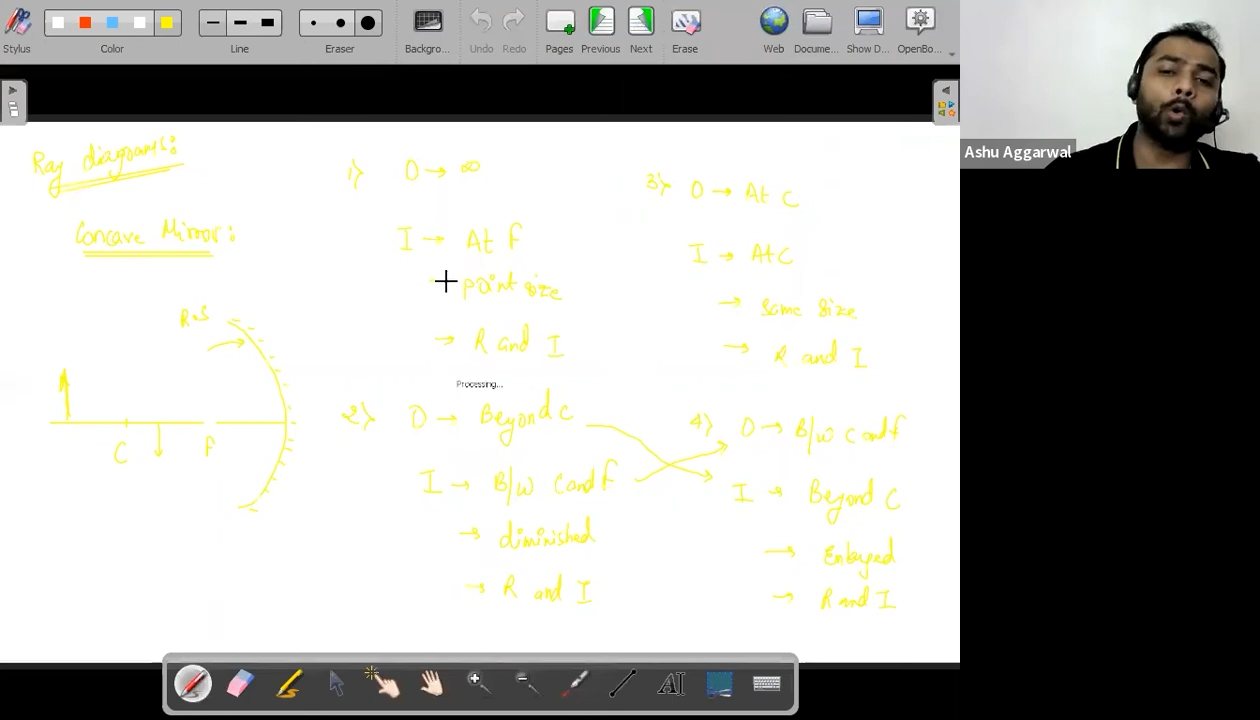 Stylus
Color
Line
Eraser
Backgro...
Undo
Redo
Pages
Previous
Next
Erase
Web
Docume...
Show D...
OpenBo...
Ashu Aggarwal
Ray diagrams:
Concave Mirror:
R.S
C
F
1) O → ∞
I → At f
→ point size
→ R and I
Processing...
2) O → Beyond C
I → B/W C and f
→ diminished
→ R and I
3) O → At C
I → At C
→ same size
→ R and I
4) O → B/W C and f
I → Beyond C
→ Enlarged
→ R and I